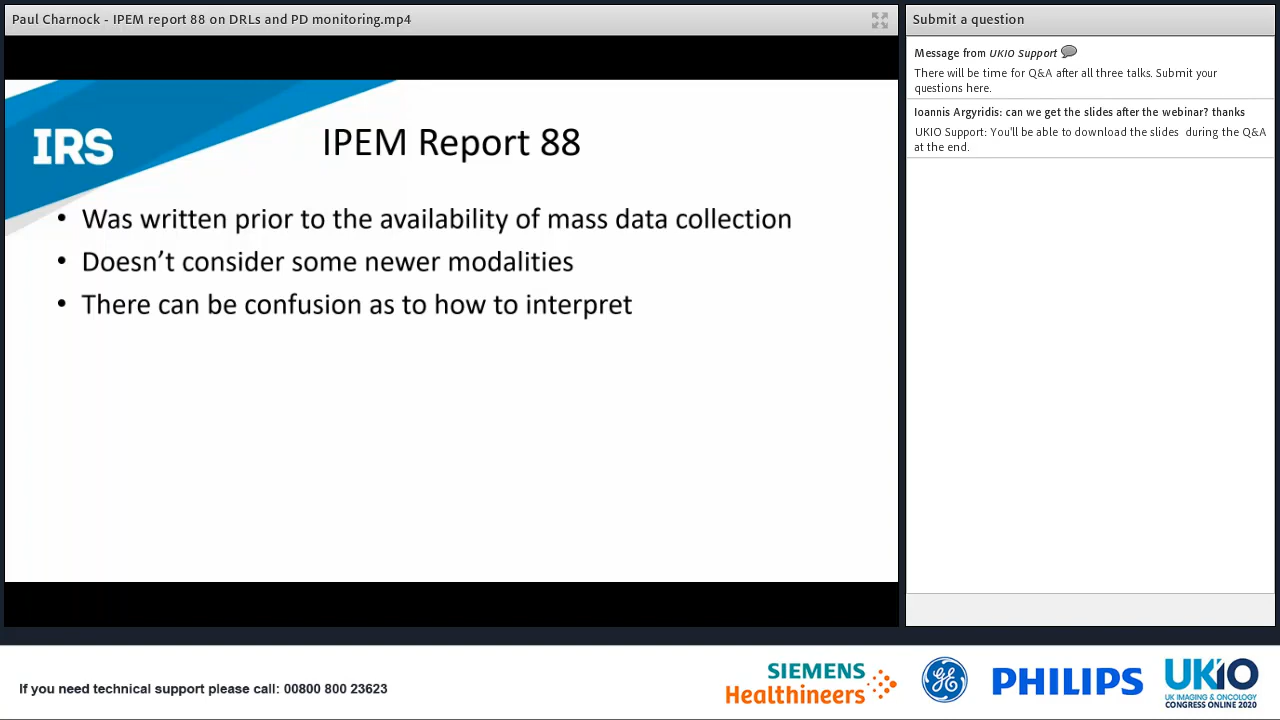 Paul Charnock - IPEM report 88 on DRLs and PD monitoring.mp4
IRS
IPEM Report 88
• Was written prior to the availability of mass data collection
• Doesn’t consider some newer modalities
• There can be confusion as to how to interpret
Submit a question
Message from UKIO Support
There will be time for Q&A after all three talks. Submit your
questions here.
Ioannis Argyridis: can we get the slides after the webinar? thanks
UKIO Support: You'll be able to download the slides during the Q&A
at the end.
If you need technical support please call: 00800 800 23623
SIEMENS
Healthineers
GE
PHILIPS
UKIO
UK IMAGING & ONCOLOGY
CONGRESS ONLINE 2020